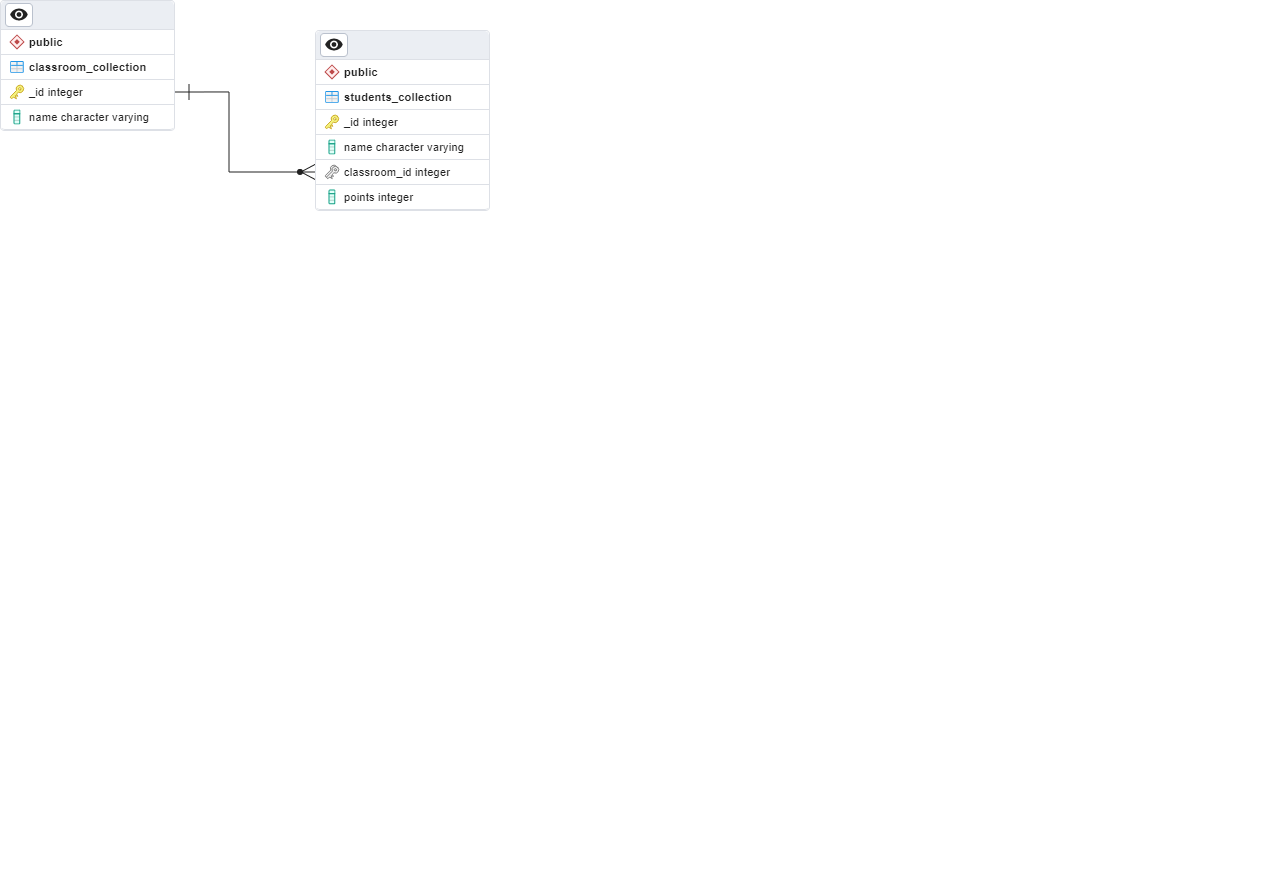 public
classroom_collection
_id integer
name character varying
public
students_collection
_id integer
name character varying
classroom_id integer
points integer